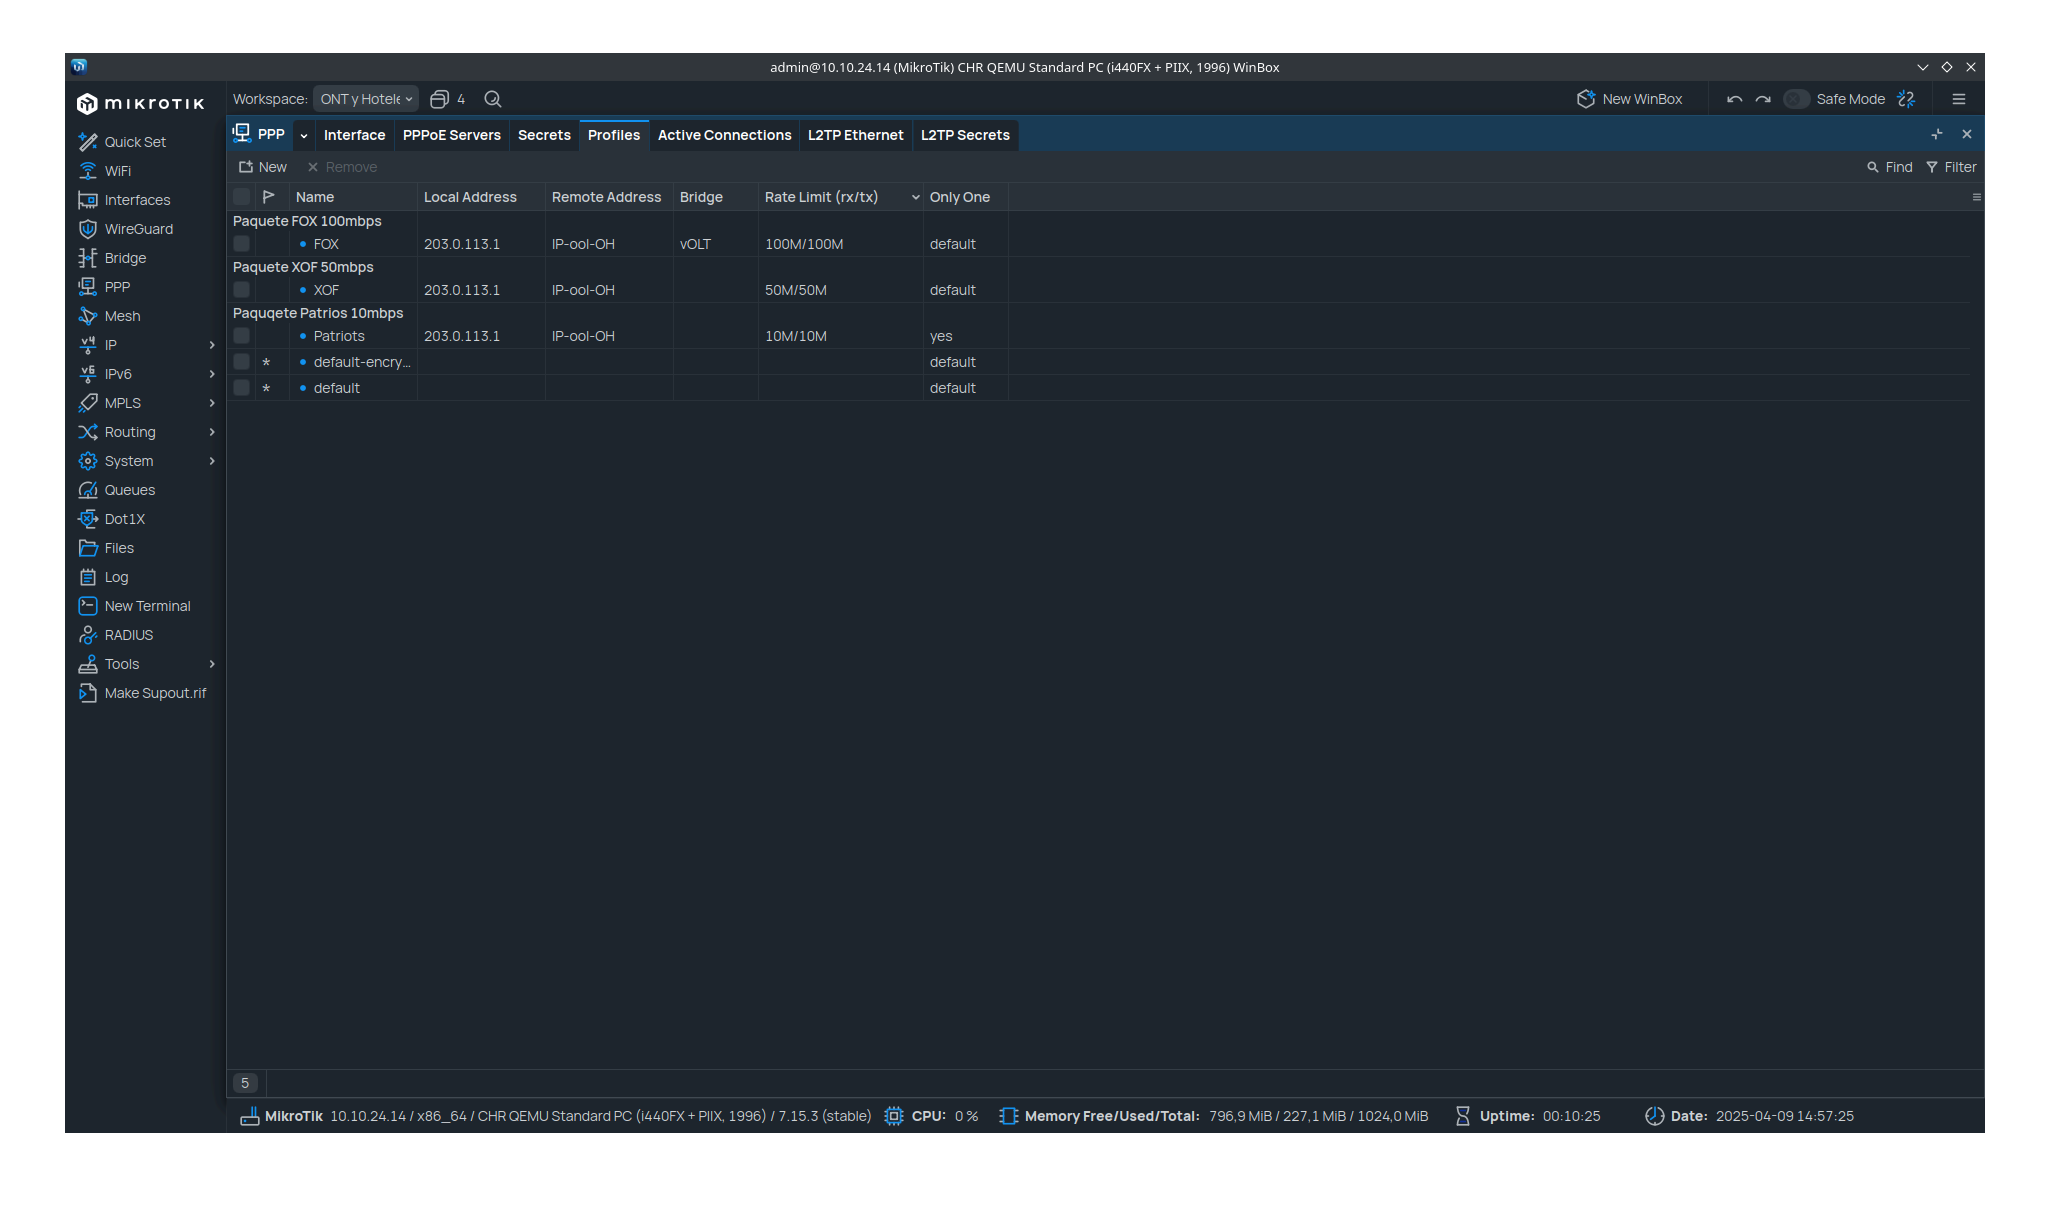 admin@10.10.24.14 (MikroTik) CHR QEMU Standard PC (i440FX + PIIX, 1996) WinBox
MIKROTIK
Workspace: ONT y Hotele 4 New WinBox Safe Mode
PPP Interface PPPoE Servers Secrets Profiles Active Connections L2TP Ethernet L2TP Secrets
New Remove Find Filter
Name Local Address Remote Address Bridge Rate Limit (rx/tx) Only One
Paquete FOX 100mbps
FOX 203.0.113.1 IP-ool-OH vOLT 100M/100M default
Paquete XOF 50mbps
XOF 203.0.113.1 IP-ool-OH 50M/50M default
Paquqete Patrios 10mbps
Patriots 203.0.113.1 IP-ool-OH 10M/10M yes
* default-encry... default
* default default
Quick Set
WiFi
Interfaces
WireGuard
Bridge
PPP
Mesh
IP
IPv6
MPLS
Routing
System
Queues
Dot1X
Files
Log
New Terminal
RADIUS
Tools
Make Supout.rif
5
MikroTik 10.10.24.14 / x86_64 / CHR QEMU Standard PC (i440FX + PIIX, 1996) / 7.15.3 (stable) CPU: 0 % Memory Free/Used/Total: 796,9 MiB / 227,1 MiB / 1024,0 MiB Uptime: 00:10:25 Date: 2025-04-09 14:57:25